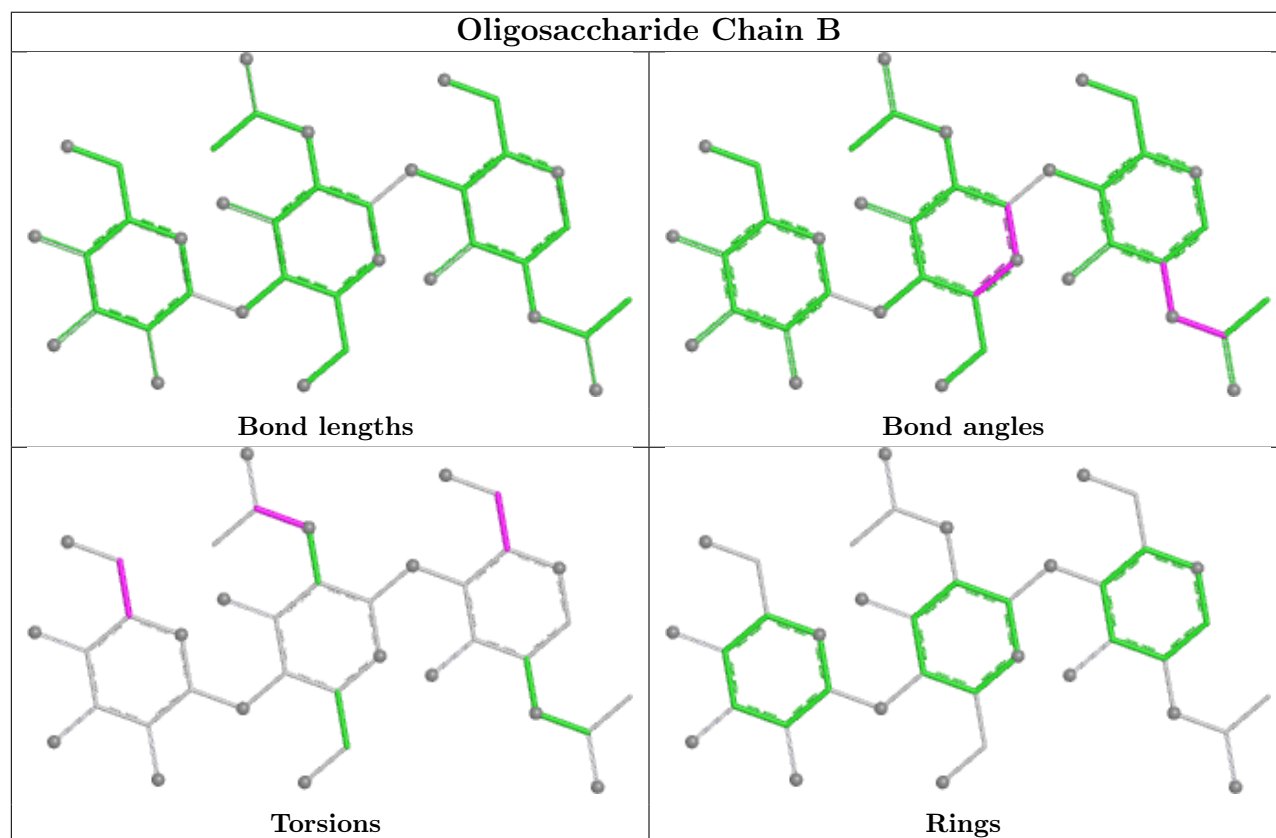 Oligosaccharide Chain B
Bond lengths
Bond angles
Torsions
Rings